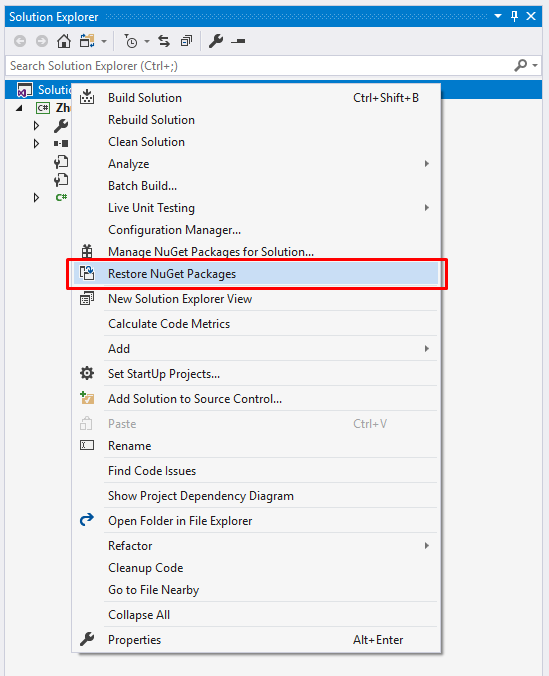 Solution Explorer
Search Solution Explorer (Ctrl+;)
Build Solution Ctrl+Shift+B
Rebuild Solution
Clean Solution
Analyze
Batch Build...
Live Unit Testing
Configuration Manager...
Manage NuGet Packages for Solution...
Restore NuGet Packages
New Solution Explorer View
Calculate Code Metrics
Add
Set StartUp Projects...
Add Solution to Source Control...
Paste Ctrl+V
Rename
Find Code Issues
Show Project Dependency Diagram
Open Folder in File Explorer
Refactor
Cleanup Code
Go to File Nearby
Collapse All
Properties Alt+Enter